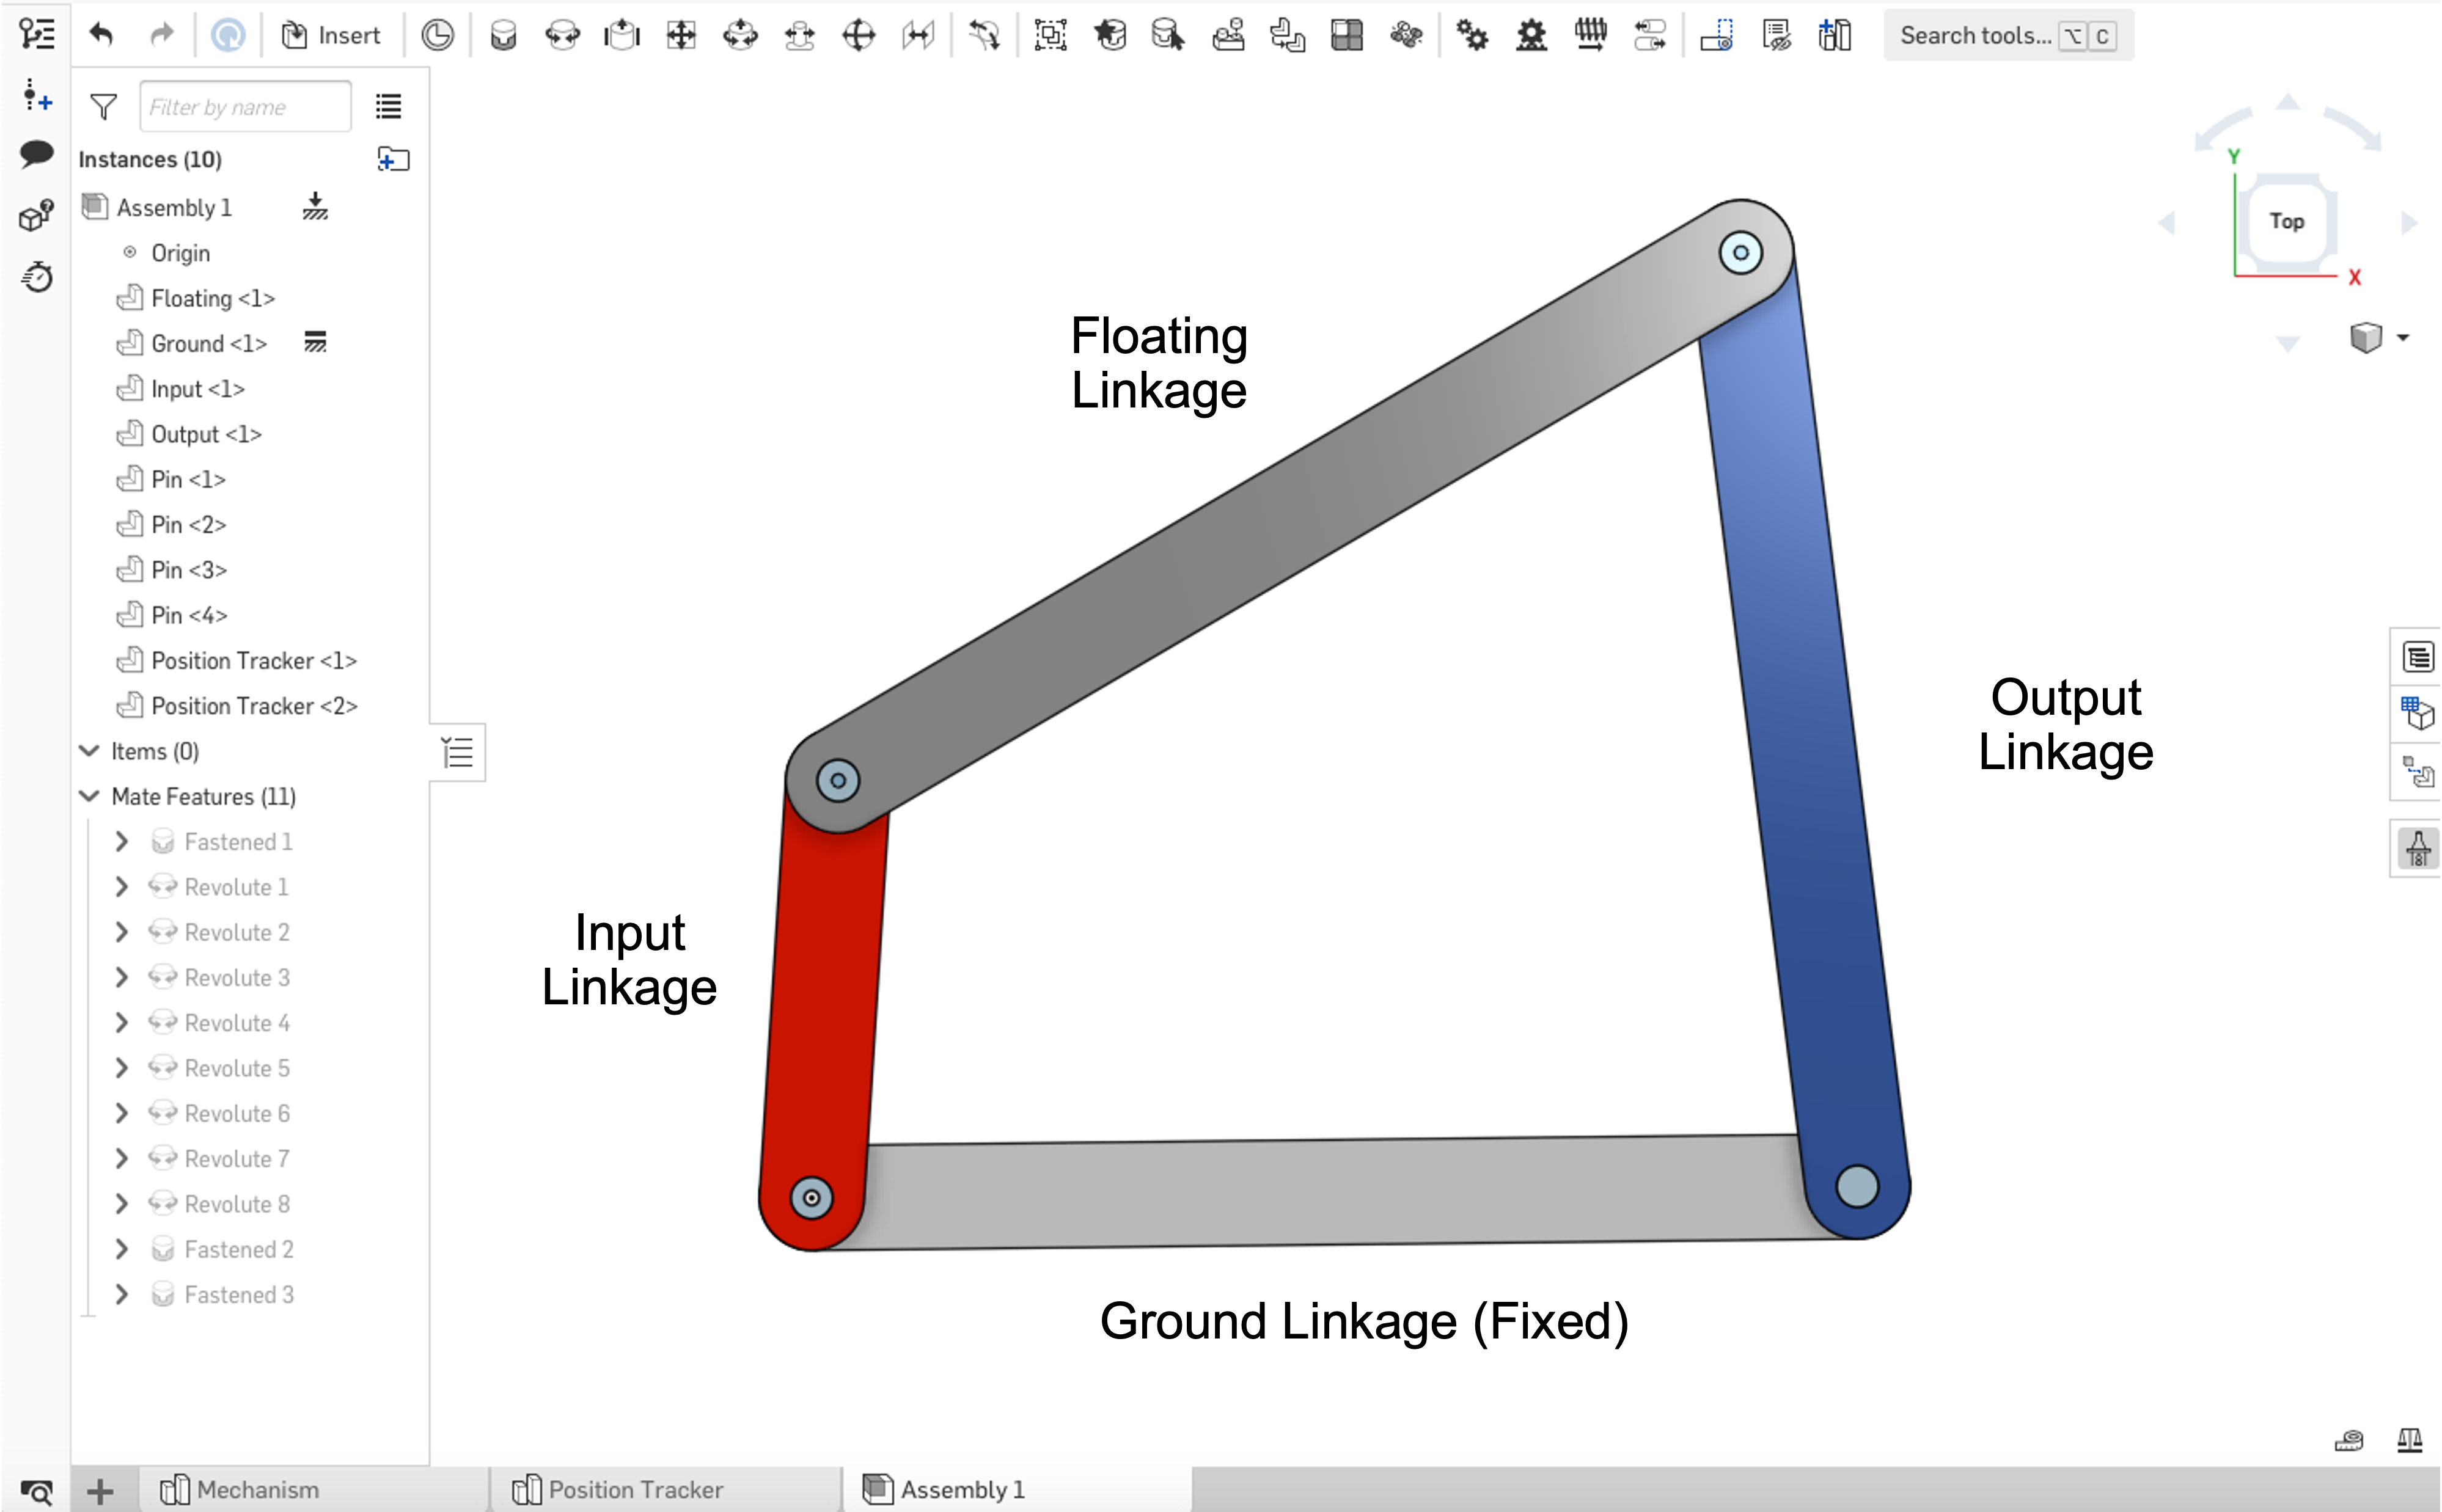 Insert
Search tools... ⌥ C
Filter by name
Instances (10)
Assembly 1
Origin
Floating <1>
Ground <1>
Input <1>
Output <1>
Pin <1>
Pin <2>
Pin <3>
Pin <4>
Position Tracker <1>
Position Tracker <2>
Items (0)
Mate Features (11)
Fastened 1
Revolute 1
Revolute 2
Revolute 3
Revolute 4
Revolute 5
Revolute 6
Revolute 7
Revolute 8
Fastened 2
Fastened 3
Floating
Linkage
Input
Linkage
Output
Linkage
Ground Linkage (Fixed)
Y
Top
X
Mechanism
Position Tracker
Assembly 1